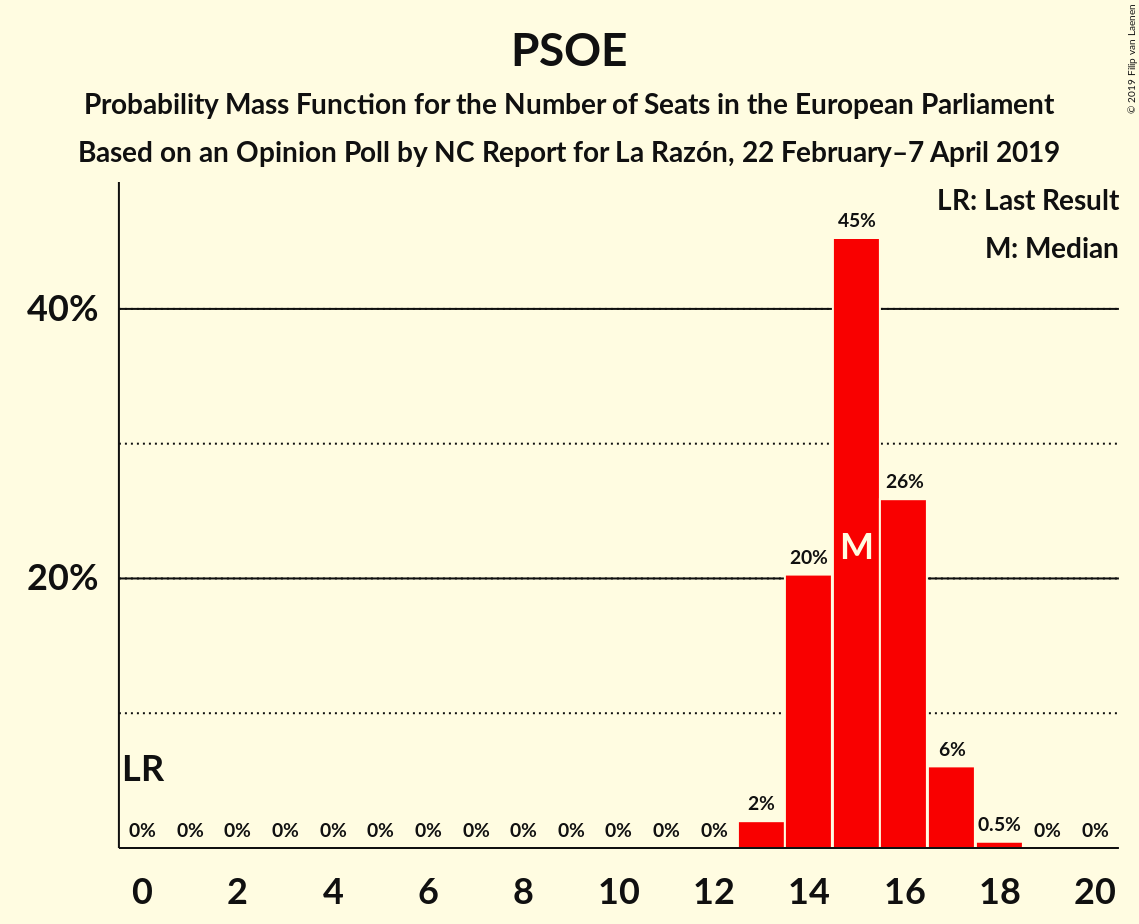 PSOE
Probability Mass Function for the Number of Seats in the European Parliament
Based on an Opinion Poll by NC Report for La Razón, 22 February–7 April 2019
© 2019 Filip van Laenen
LR: Last Result
M: Median
45%
40%
26%
M
20%
20%
6%
LR
2%
0% 0% 0% 0% 0% 0% 0% 0% 0% 0% 0% 0% 0% 0.5% 0% 0%
0 2 4 6 8 10 12 14 16 18 20